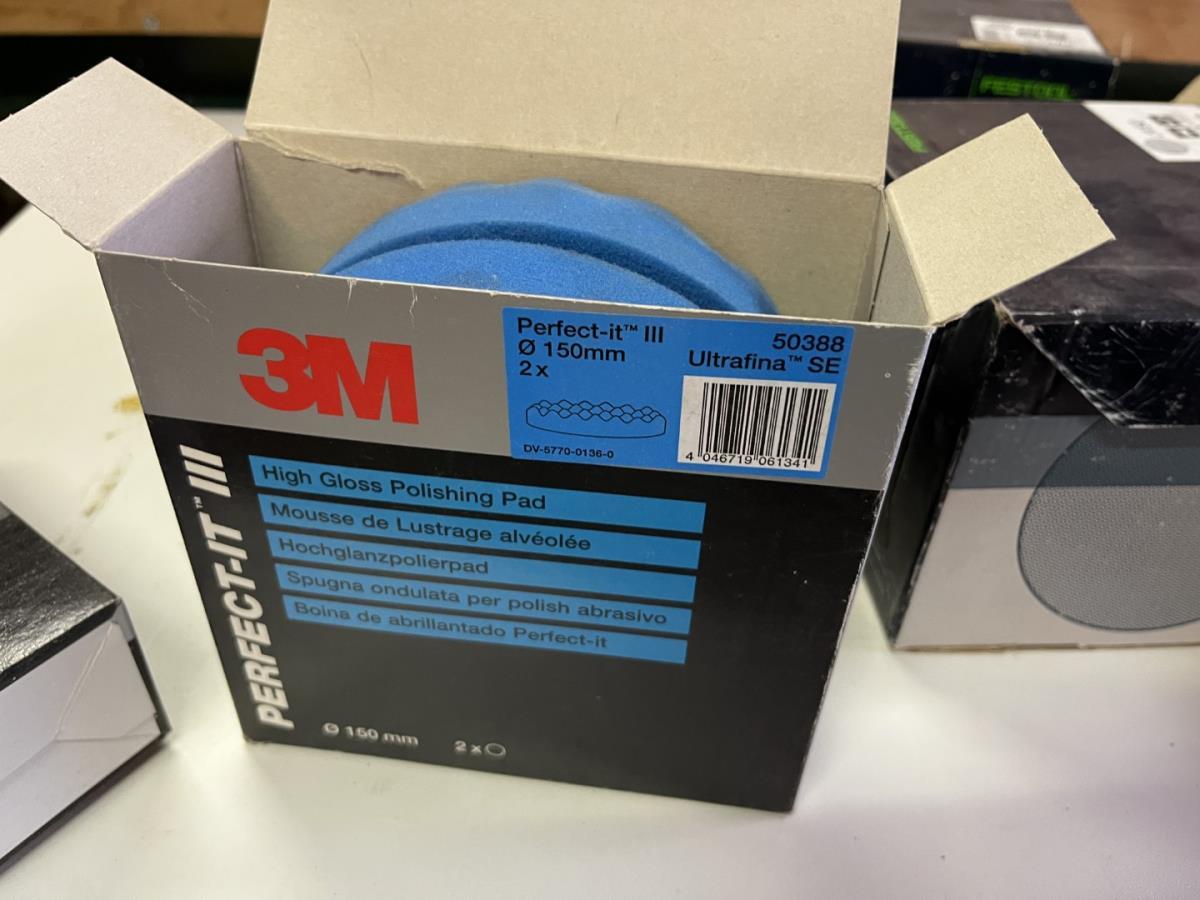 FESTOOL
3M
Perfect-it™ III
Ø 150mm
2 x
50388
Ultrafina™ SE
DV-5770-0136-0
4 046719 061341
PERFECT-IT™ III
High Gloss Polishing Pad
Mousse de Lustrage alvéolée
Hochglanzpolierpad
Spugna ondulata per polish abrasivo
Boina de abrillantado Perfect-it
Ø 150 mm
2 x